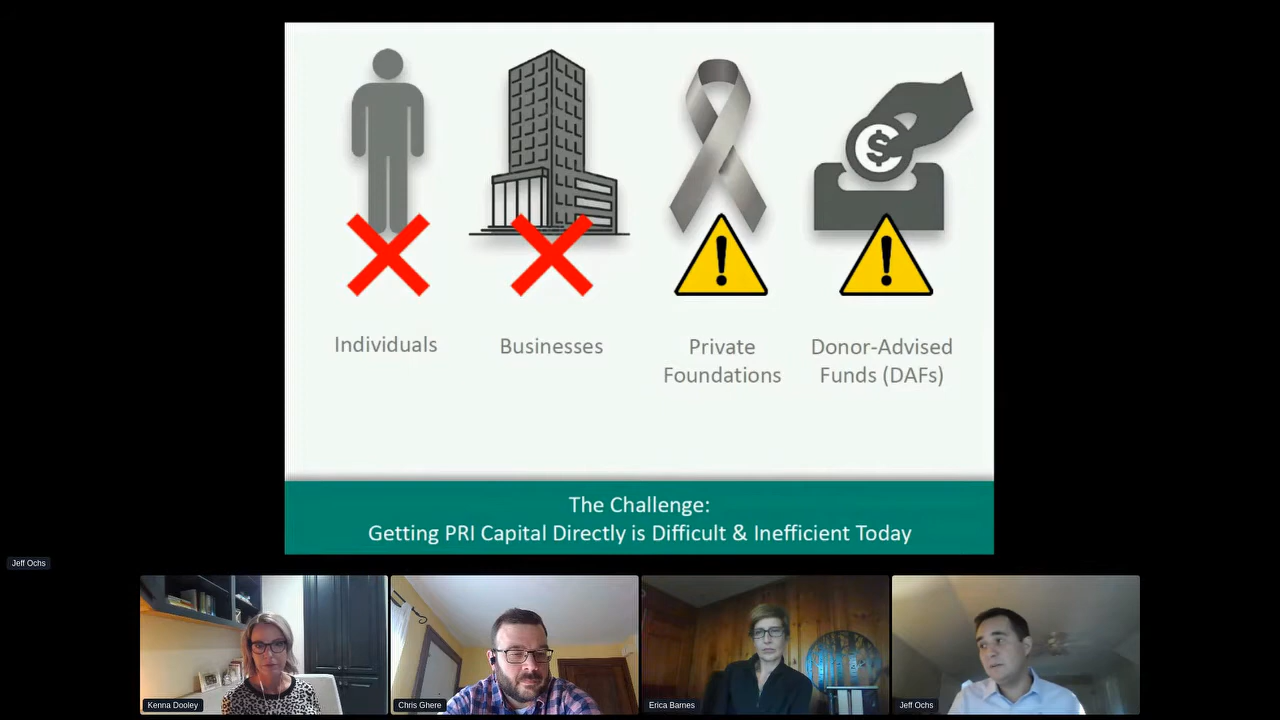 Individuals
Businesses
Private
Foundations
Donor-Advised
Funds (DAFs)
The Challenge:
Getting PRI Capital Directly is Difficult & Inefficient Today
Jeff Ochs
Kenna Dooley
Chris Ghere
Erica Barnes
Jeff Ochs